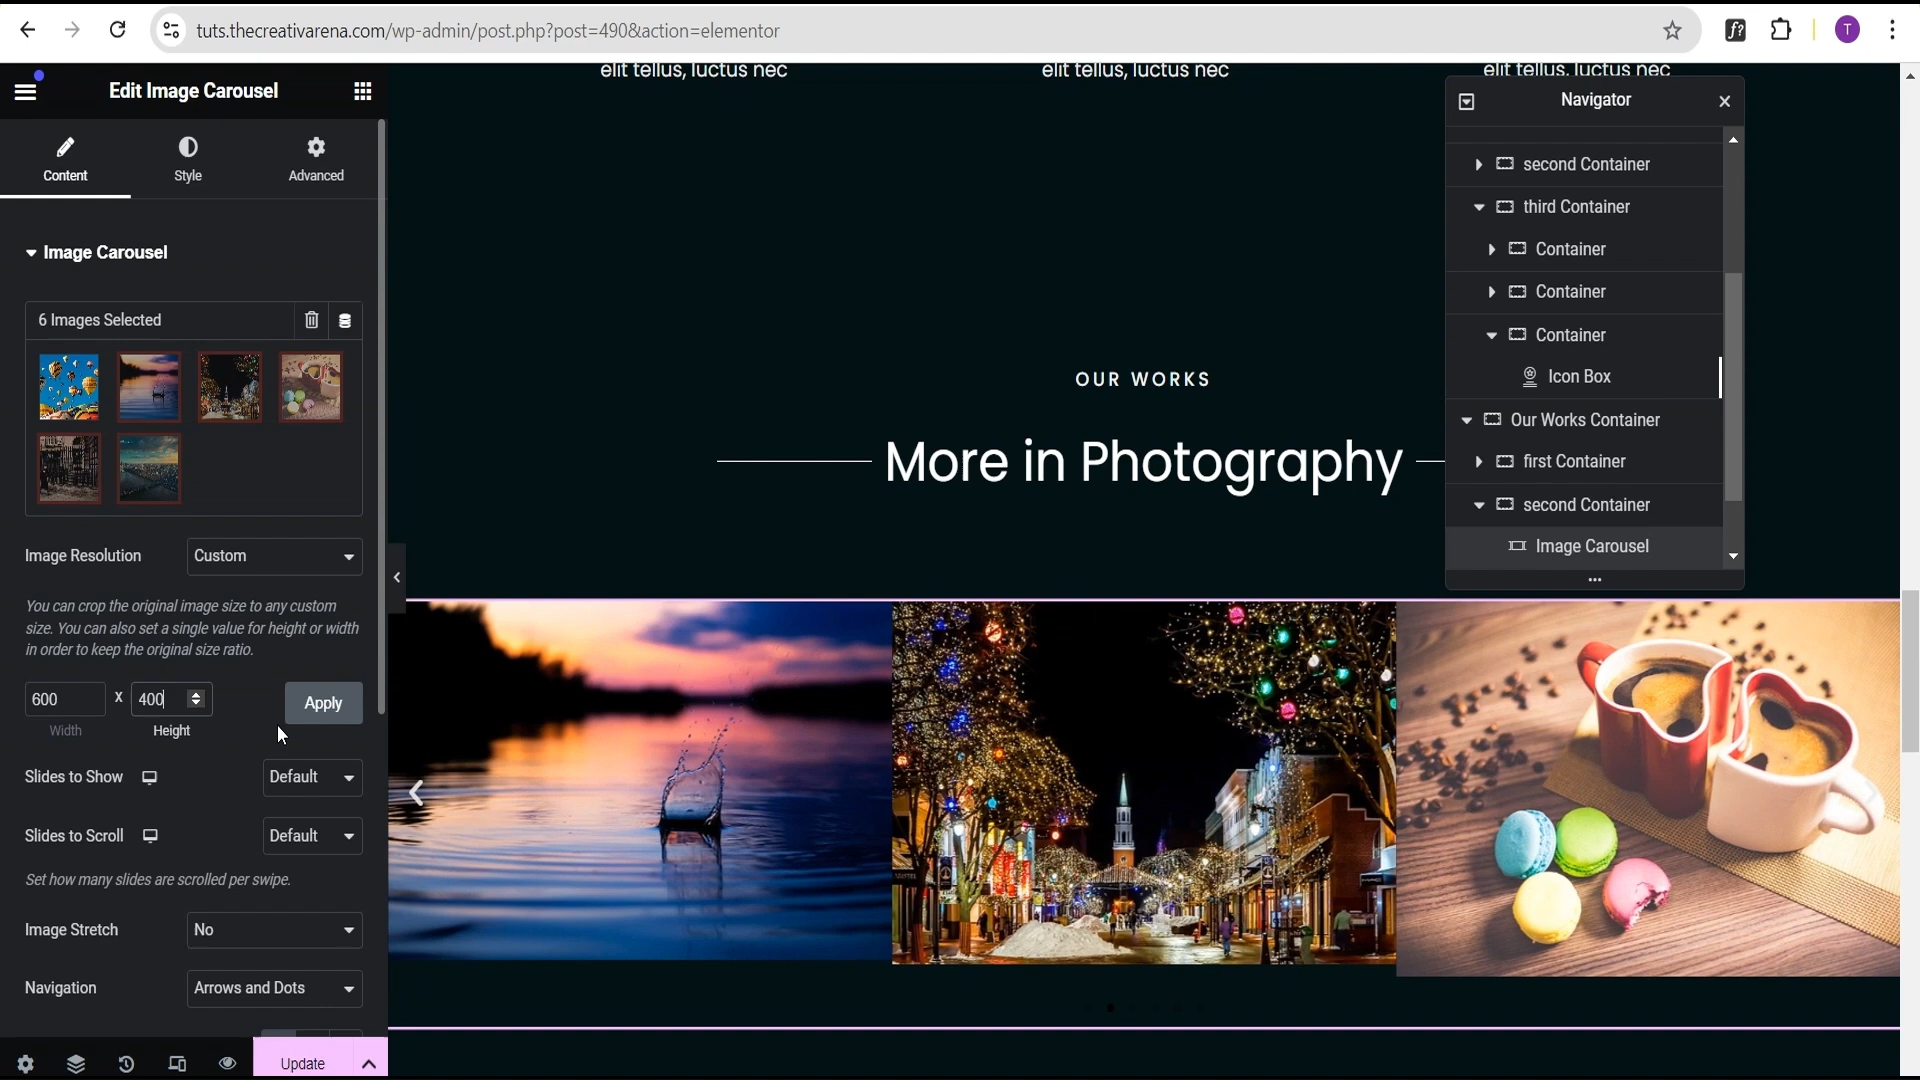 tuts.thecreativarena.com/wp-admin/post.php?post=490&action=elementor
f?
T
Edit Image Carousel
Content
Style
Advanced
Image Carousel
6 Images Selected
Image Resolution
Custom
You can crop the original image size to any custom
size. You can also set a single value for height or width
in order to keep the original size ratio.
600 x 400
Apply
Width
Height
Slides to Show
Default
Slides to Scroll
Default
Set how many slides are scrolled per swipe.
Image Stretch
No
Navigation
Arrows and Dots
Update
elit tellus, luctus nec
elit tellus, luctus nec
elit tellus, luctus nec
OUR WORKS
More in Photography
Navigator
second Container
third Container
Container
Container
Container
Icon Box
Our Works Container
first Container
second Container
Image Carousel